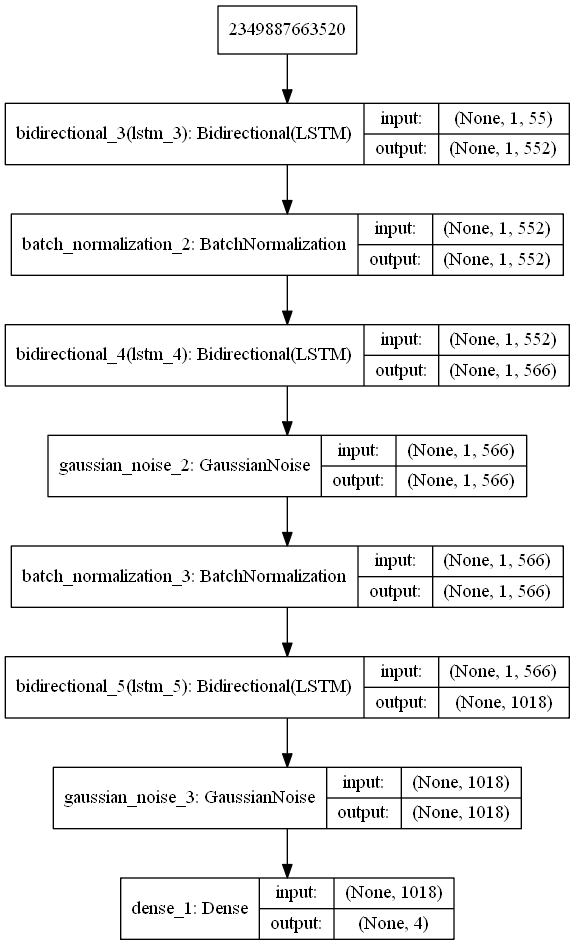 2349887663520
bidirectional_3(lstm_3): Bidirectional(LSTM)
input: (None, 1, 55)
output: (None, 1, 552)
batch_normalization_2: BatchNormalization
input: (None, 1, 552)
output: (None, 1, 552)
bidirectional_4(lstm_4): Bidirectional(LSTM)
input: (None, 1, 552)
output: (None, 1, 566)
gaussian_noise_2: GaussianNoise
input: (None, 1, 566)
output: (None, 1, 566)
batch_normalization_3: BatchNormalization
input: (None, 1, 566)
output: (None, 1, 566)
bidirectional_5(lstm_5): Bidirectional(LSTM)
input: (None, 1, 566)
output: (None, 1018)
gaussian_noise_3: GaussianNoise
input: (None, 1018)
output: (None, 1018)
dense_1: Dense
input: (None, 1018)
output: (None, 4)